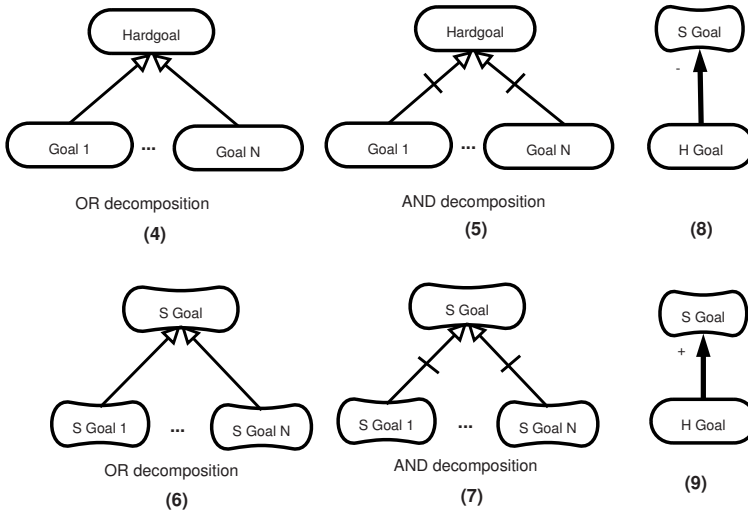 Hardgoal
Goal 1
...
Goal N
OR decomposition
(4)
Hardgoal
Goal 1
...
Goal N
AND decomposition
(5)
S Goal
-
H Goal
(8)
S Goal
S Goal 1
...
S Goal N
OR decomposition
(6)
S Goal
S Goal 1
...
S Goal N
AND decomposition
(7)
S Goal
+
H Goal
(9)